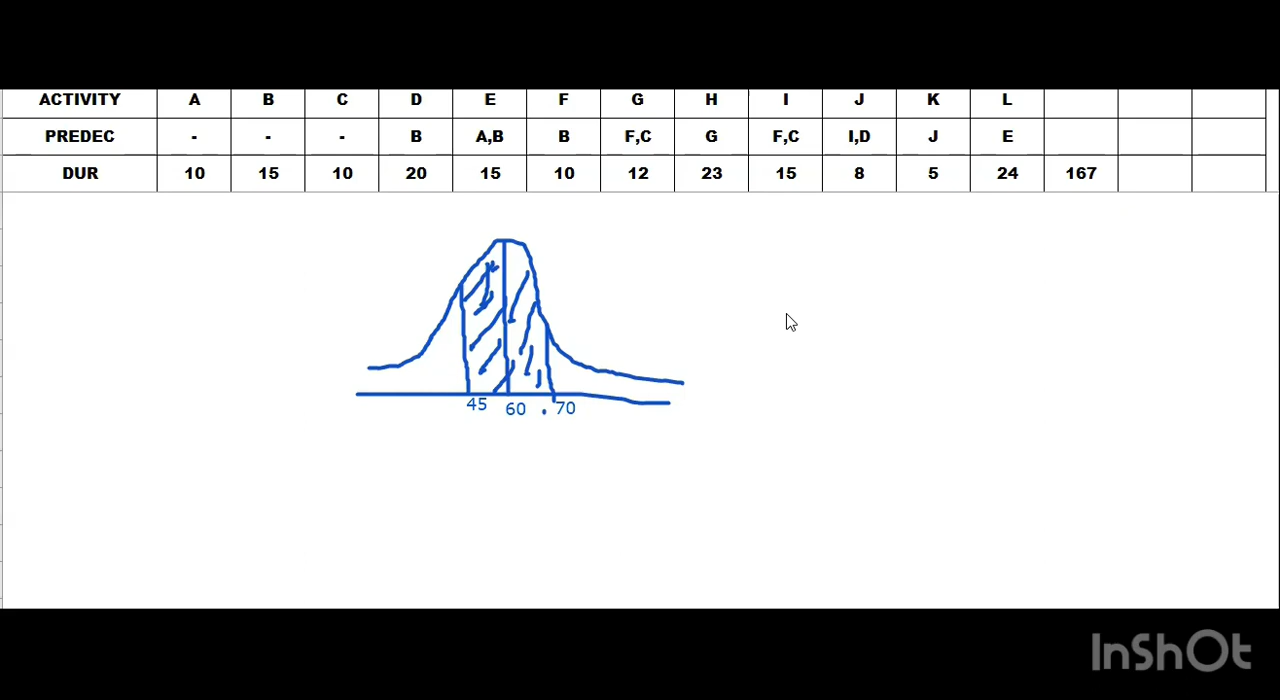 ACTIVITY A B C D E F G H I J K L
PREDEC - - - B A,B B F,C G F,C I,D J E
DUR 10 15 10 20 15 10 12 23 15 8 5 24 167
45 60 . 70
InShOt